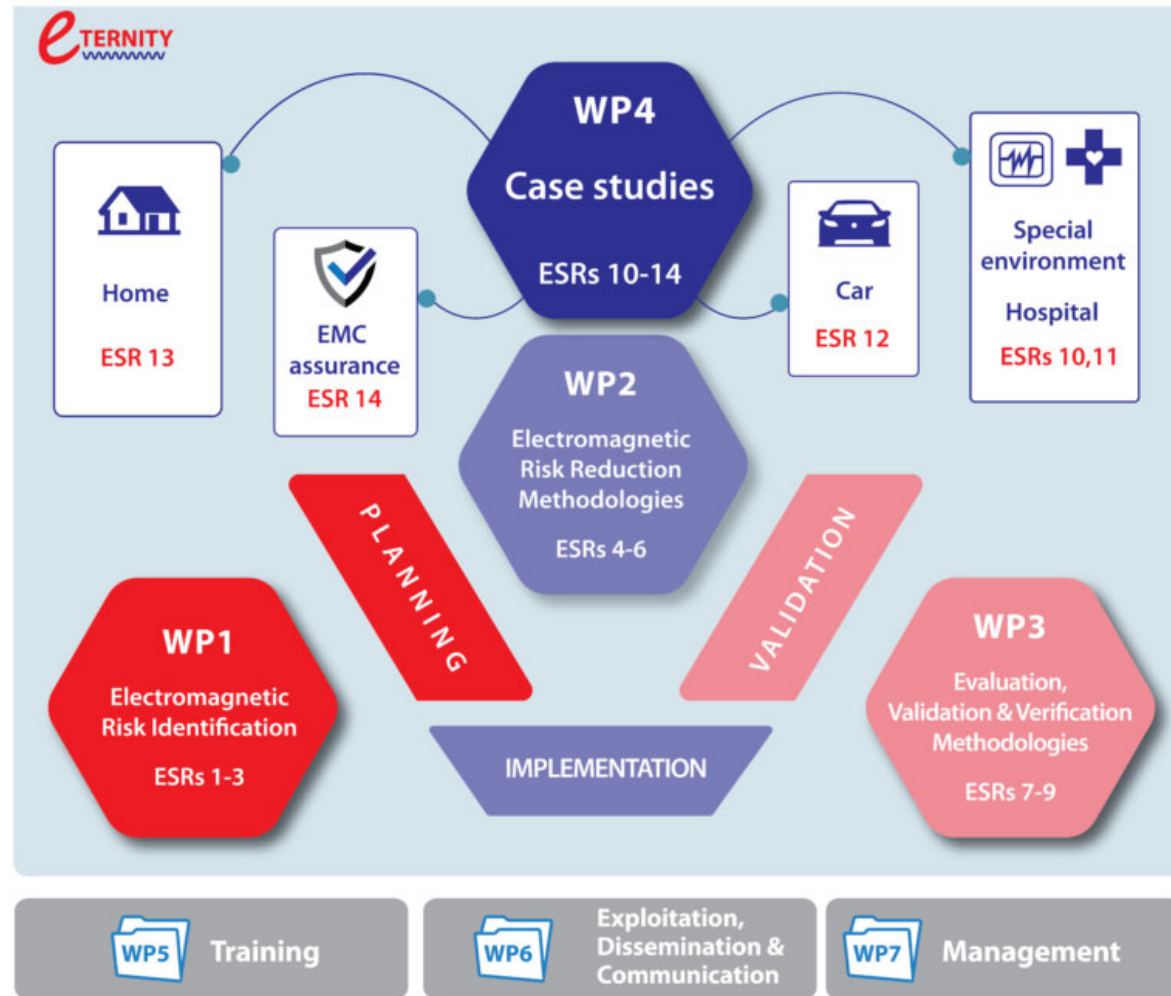 eTERNITY
WP4
Case studies
ESRs 10-14
Home
ESR 13
EMC
assurance
ESR 14
Car
ESR 12
Special
environment
Hospital
ESRs 10,11
WP2
Electromagnetic
Risk Reduction
Methodologies
ESRs 4-6
PLANNING
VALIDATION
WP1
Electromagnetic
Risk Identification
ESRs 1-3
WP3
Evaluation,
Validation & Verification
Methodologies
ESRs 7-9
IMPLEMENTATION
WP5
Training
WP6
Exploitation,
Dissemination &
Communication
WP7
Management